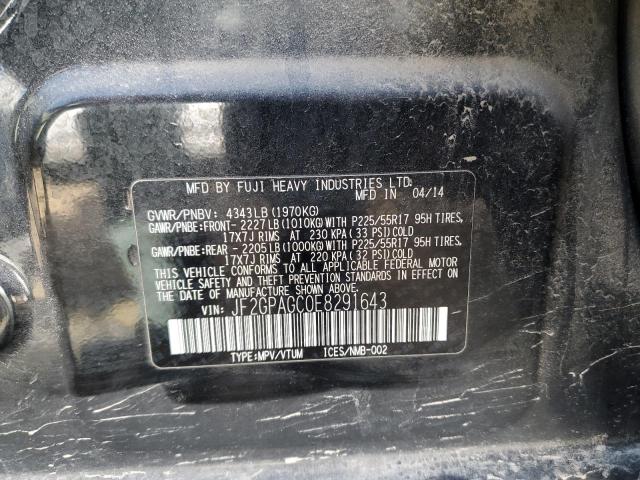 MFD BY FUJI HEAVY INDUSTRIES LTD.
MFD IN 04/14
GVWR/PNBV: 4343LB(1970KG)
GAWR/PNBE:FRONT-2227LB(1010KG)WITH P225/55R17 95H TIRES,
17X7J RIMS AT 230 KPA(33 PSI)COLD
GAWR/PNBE:REAR-2205LB(1000KG)WITH P225/55R17 95H TIRES,
17X7J RIMS AT 220 KPA(32 PSI)COLD
THIS VEHICLE CONFORMS TO ALL APPLICABLE FEDERAL MOTOR
VEHICLE SAFETY AND THEFT PREVENTION STANDARDS IN EFFECT
ON THE DATE OF MANUFACTURE SHOWN ABOVE.
VIN: JF2GPAGC0E8291643
TYPE:MPV/VTUM ICES/NMB-002